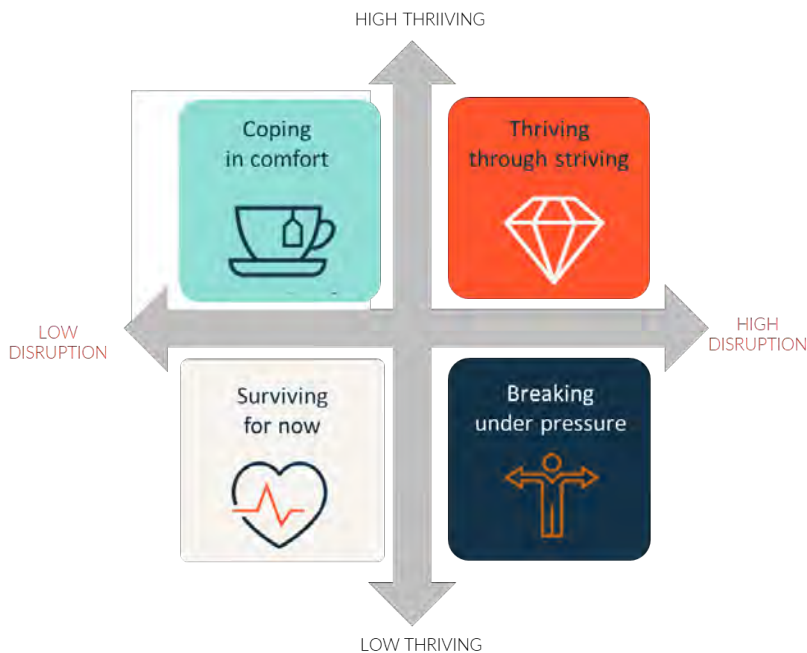 HIGH THRIIVING
Coping
in comfort
Thriving
through striving
LOW
DISRUPTION
HIGH
DISRUPTION
Surviving
for now
Breaking
under pressure
LOW THRIVING